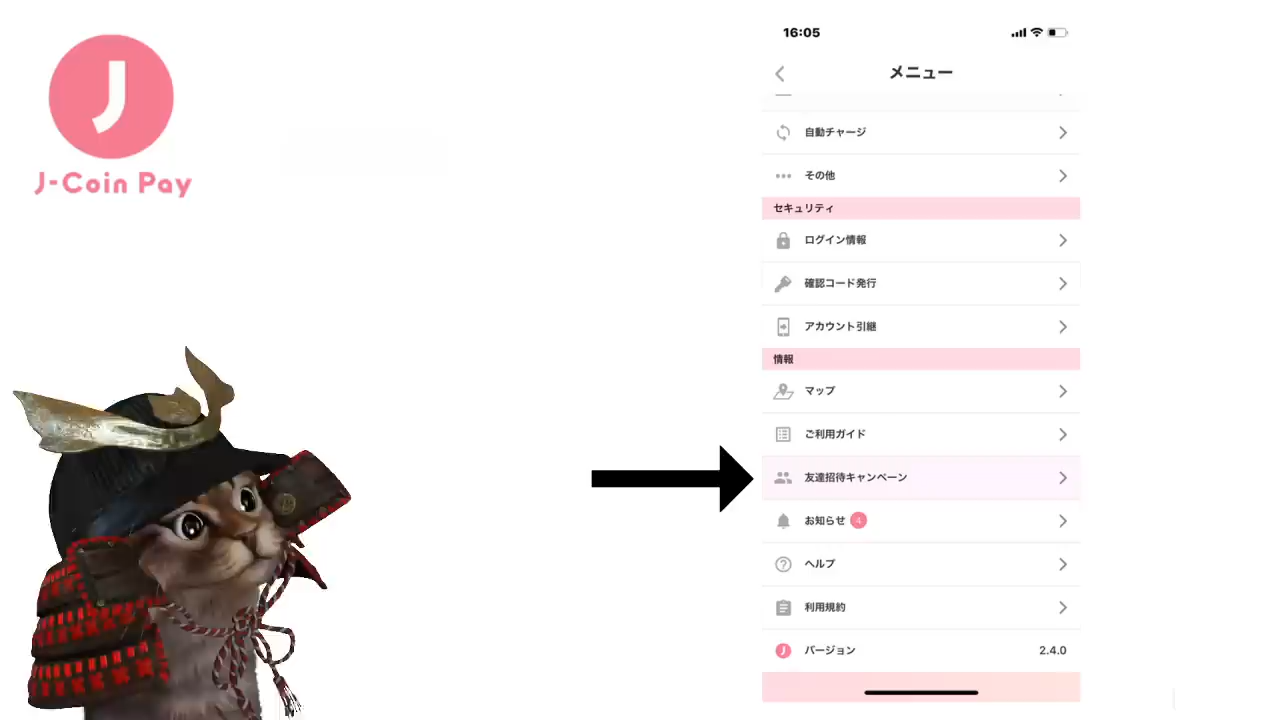 J
J-Coin Pay
16:05
メニュー
自動チャージ
その他
セキュリティ
ログイン情報
確認コード発行
アカウント引継
情報
マップ
ご利用ガイド
友達招待キャンペーン
お知らせ 4
ヘルプ
利用規約
J バージョン 2.4.0